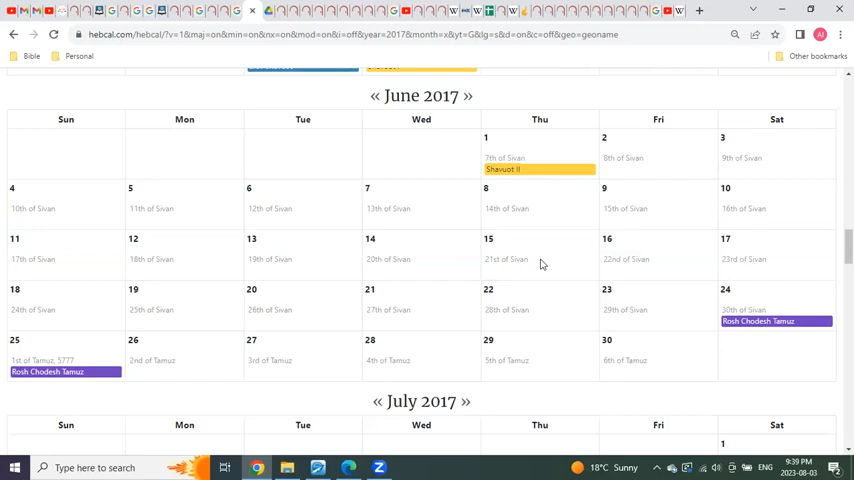 hebcal.com/hebcal/?v=1&maj=on&min=on&nx=on&mod=on&i=off&year=2017&month=x&yt=G&lg=s&d=on&c=off&geo=geoname
AI
Bible
Personal
Other bookmarks
« June 2017 »
Sun Mon Tue Wed Thu Fri Sat
1 2 3
7th of Sivan 8th of Sivan 9th of Sivan
Shavuot II
4 5 6 7 8 9 10
10th of Sivan 11th of Sivan 12th of Sivan 13th of Sivan 14th of Sivan 15th of Sivan 16th of Sivan
11 12 13 14 15 16 17
17th of Sivan 18th of Sivan 19th of Sivan 20th of Sivan 21st of Sivan 22nd of Sivan 23rd of Sivan
18 19 20 21 22 23 24
24th of Sivan 25th of Sivan 26th of Sivan 27th of Sivan 28th of Sivan 29th of Sivan 30th of Sivan
Rosh Chodesh Tamuz
25 26 27 28 29 30
1st of Tamuz, 5777 2nd of Tamuz 3rd of Tamuz 4th of Tamuz 5th of Tamuz 6th of Tamuz
Rosh Chodesh Tamuz
« July 2017 »
Sun Mon Tue Wed Thu Fri Sat
1
Type here to search
18°C Sunny
ENG
9:39 PM
2023-08-03
2